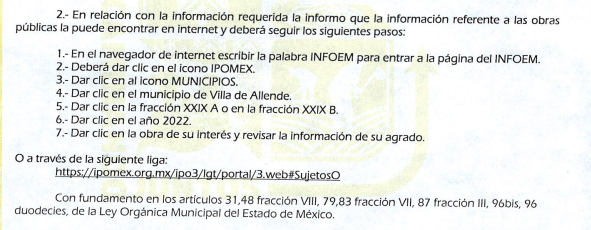 2.- En relación con la información requerida la informo que la información referente a las obras
públicas la puede encontrar en internet y deberá seguir los siguientes pasos:
1.- En el navegador de internet escribir la palabra INFOEM para entrar a la página del INFOEM.
2.- Deberá dar clic en el icono IPOMEX.
3.- Dar clic en al icono MUNICIPIOS.
4.- Dar clic en el municipio de Villa de Allende.
5.- Dar clic en la fracción XXIX A o en la fracción XXIX B.
6.- Dar clic en el año 2022.
7.- Dar clic en la obra de su interés y revisar la información de su agrado.
O a través de la siguiente liga:
https://ipomex.org.mx/ipo3/lgt/portal/3.web#SujetosO
Con fundamento en los artículos 31,48 fracción VIII, 79,83 fracción VII, 87 fracción III, 96bis, 96
duodecies, de la Ley Orgánica Municipal del Estado de México.